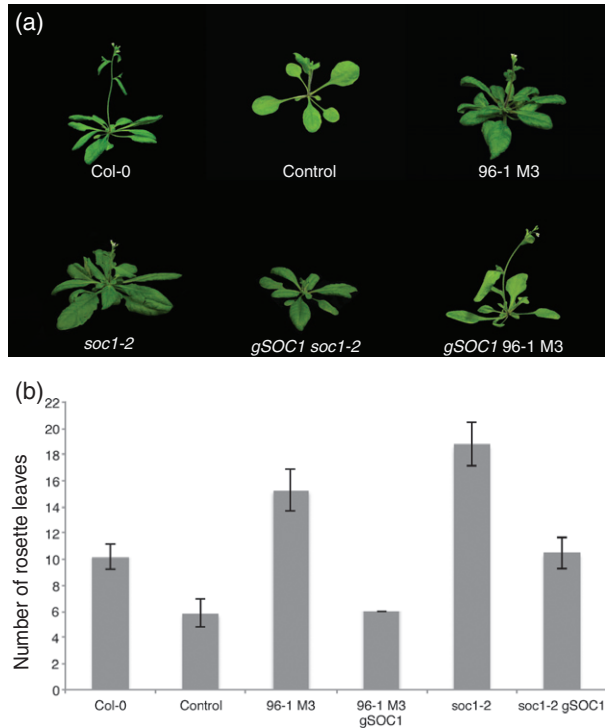 (a)
Col-0
Control
96-1 M3
soc1-2
gSOC1 soc1-2
gSOC1 96-1 M3
(b)
Number of rosette leaves
22
20
18
16
14
12
10
8
6
4
2
0
Col-0
Control
96-1 M3
96-1 M3
gSOC1
soc1-2
soc1-2 gSOC1